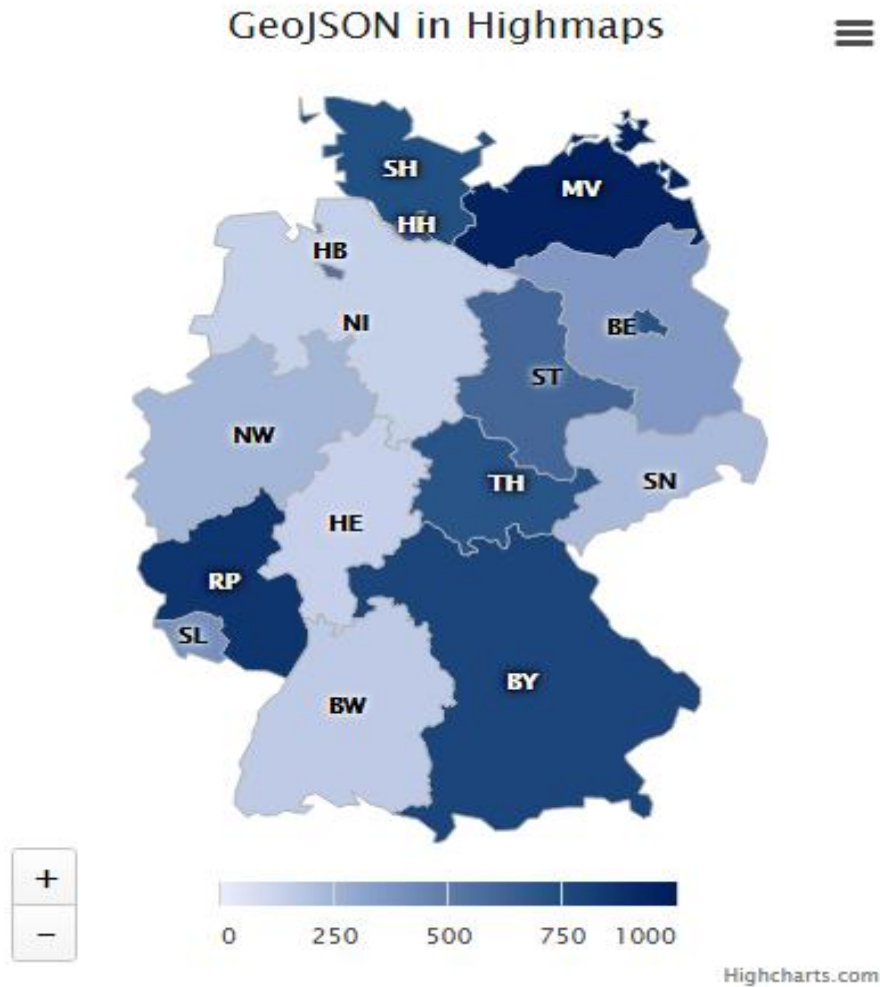 GeoJSON in Highmaps
SH
MV
HH
HB
NI
BE
ST
NW
SN
TH
HE
RP
SL
BY
BW
+
−
0 250 500 750 1000
Highcharts.com